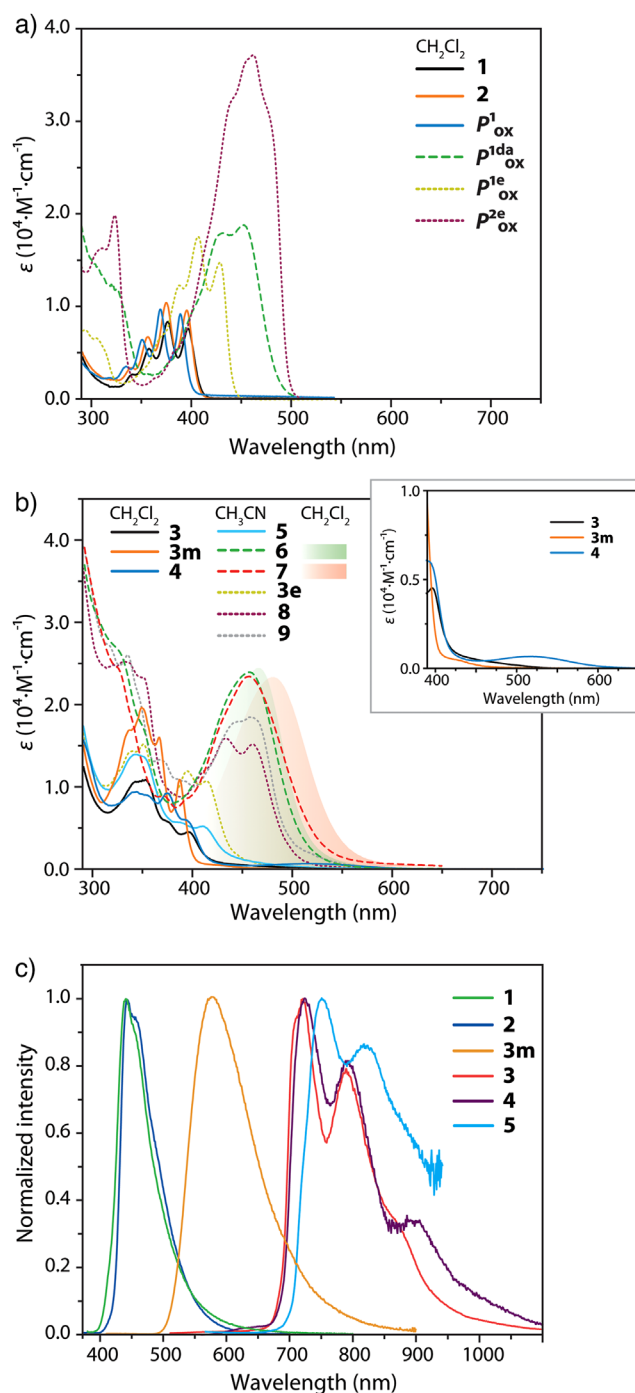 a)
4.0
3.0
2.0
1.0
0.0
ε (10⁴·M⁻¹·cm⁻¹)
CH₂Cl₂
1
2
P¹ox
P¹ᵈᵃox
P¹ᵉox
P²ᵉox
300 400 500 600 700
Wavelength (nm)
b)
4.0
3.0
2.0
1.0
0.0
ε (10⁴·M⁻¹·cm⁻¹)
CH₂Cl₂ CH₃CN CH₂Cl₂
3 5
3m 6
4 7
3e
8
9
300 400 500 600 700
Wavelength (nm)
1.0
0.5
0
ε (10⁴·M⁻¹·cm⁻¹)
3
3m
4
400 500 600
Wavelength (nm)
c)
1.0
0.8
0.6
0.4
0.2
0.0
Normalized intensity
1
2
3m
3
4
5
400 500 600 700 800 900 1000
Wavelength (nm)